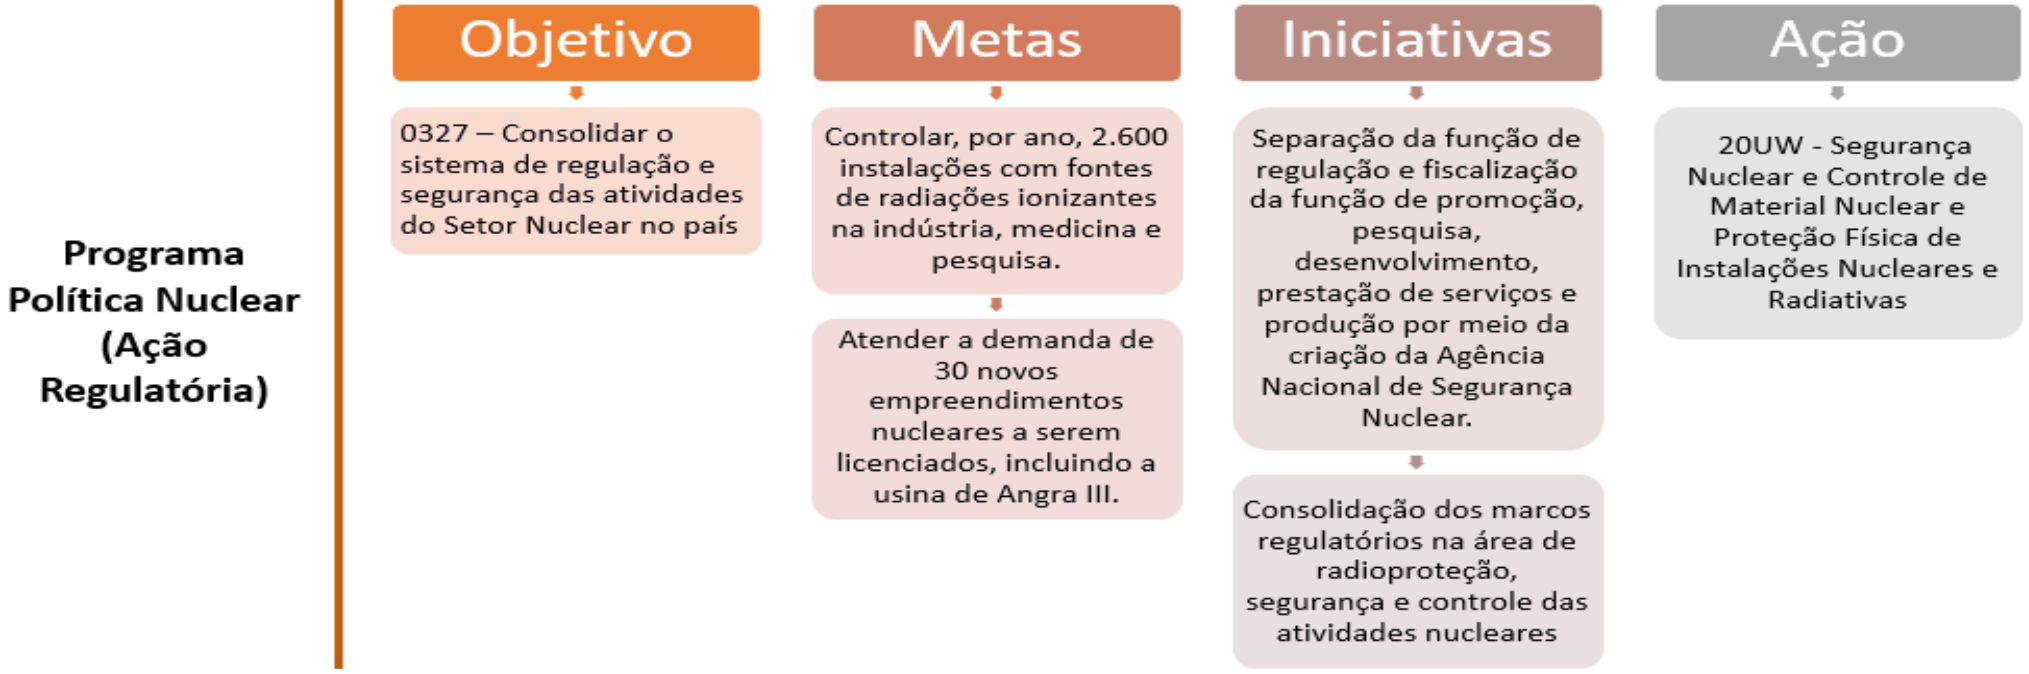 Programa
Política Nuclear
(Ação
Regulatória)
Objetivo
0327 – Consolidar o
sistema de regulação e
segurança das atividades
do Setor Nuclear no país
Metas
Controlar, por ano, 2.600
instalações com fontes
de radiações ionizantes
na indústria, medicina e
pesquisa.
Atender a demanda de
30 novos
empreendimentos
nucleares a serem
licenciados, incluindo a
usina de Angra III.
Iniciativas
Separação da função de
regulação e fiscalização
da função de promoção,
pesquisa,
desenvolvimento,
prestação de serviços e
produção por meio da
criação da Agência
Nacional de Segurança
Nuclear.
Consolidação dos marcos
regulatórios na área de
radioproteção,
segurança e controle das
atividades nucleares
Ação
20UW - Segurança
Nuclear e Controle de
Material Nuclear e
Proteção Física de
Instalações Nucleares e
Radiativas